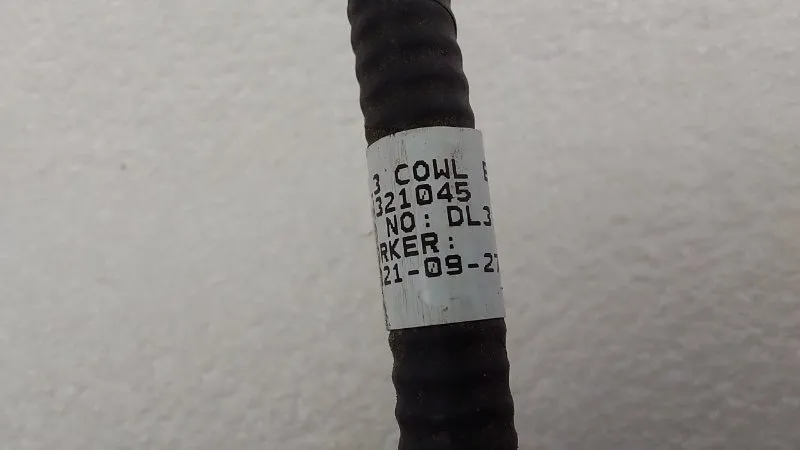 3 COWL
321045
NO: DL3
RKER:
21-09-27